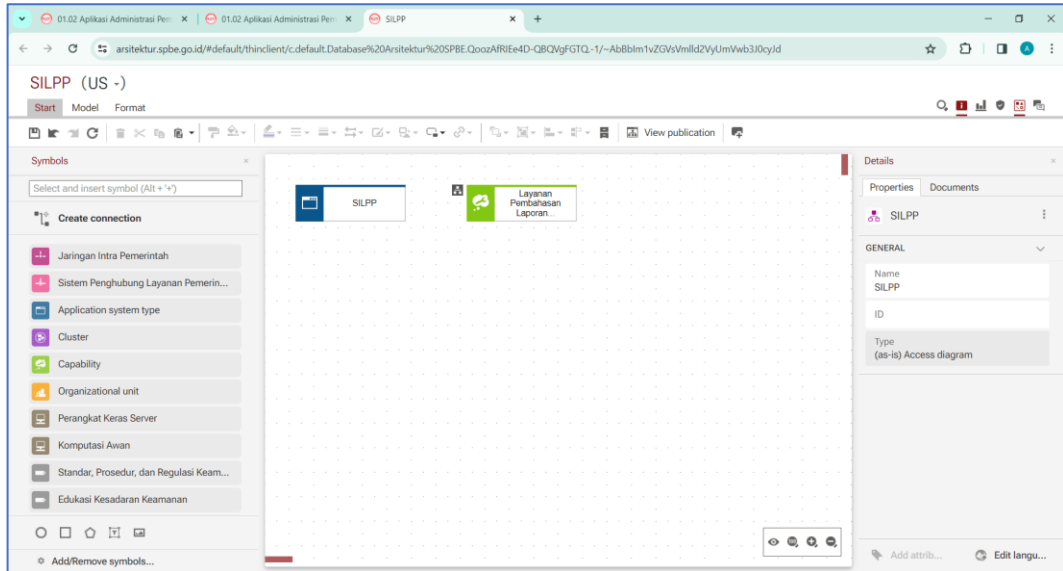 01.02 Aplikasi Administrasi Pem
01.02 Aplikasi Administrasi Pem
SILPP
arsitektur.spbe.go.id/#default/thinclient/c.default.Database%20Arsitektur%20SPBE.QoozAfRIEe4D-QBQVgFGTQ.-1/~AbBbIm1vZGVsVmlld2VyUmVwb3J0cyJd
A
SILPP (US -)
Start Model Format
View publication
Symbols
Select and insert symbol (Alt + '+')
Create connection
Jaringan Intra Pemerintah
Sistem Penghubung Layanan Pemerin...
Application system type
Cluster
Capability
Organizational unit
Perangkat Keras Server
Komputasi Awan
Standar, Prosedur, dan Regulasi Keam...
Edukasi Kesadaran Keamanan
Add/Remove symbols...
SILPP
Layanan
Pembahasan
Laporan...
Details
Properties Documents
SILPP
GENERAL
Name
SILPP
ID
Type
(as-is) Access diagram
Add attrib... Edit langu...